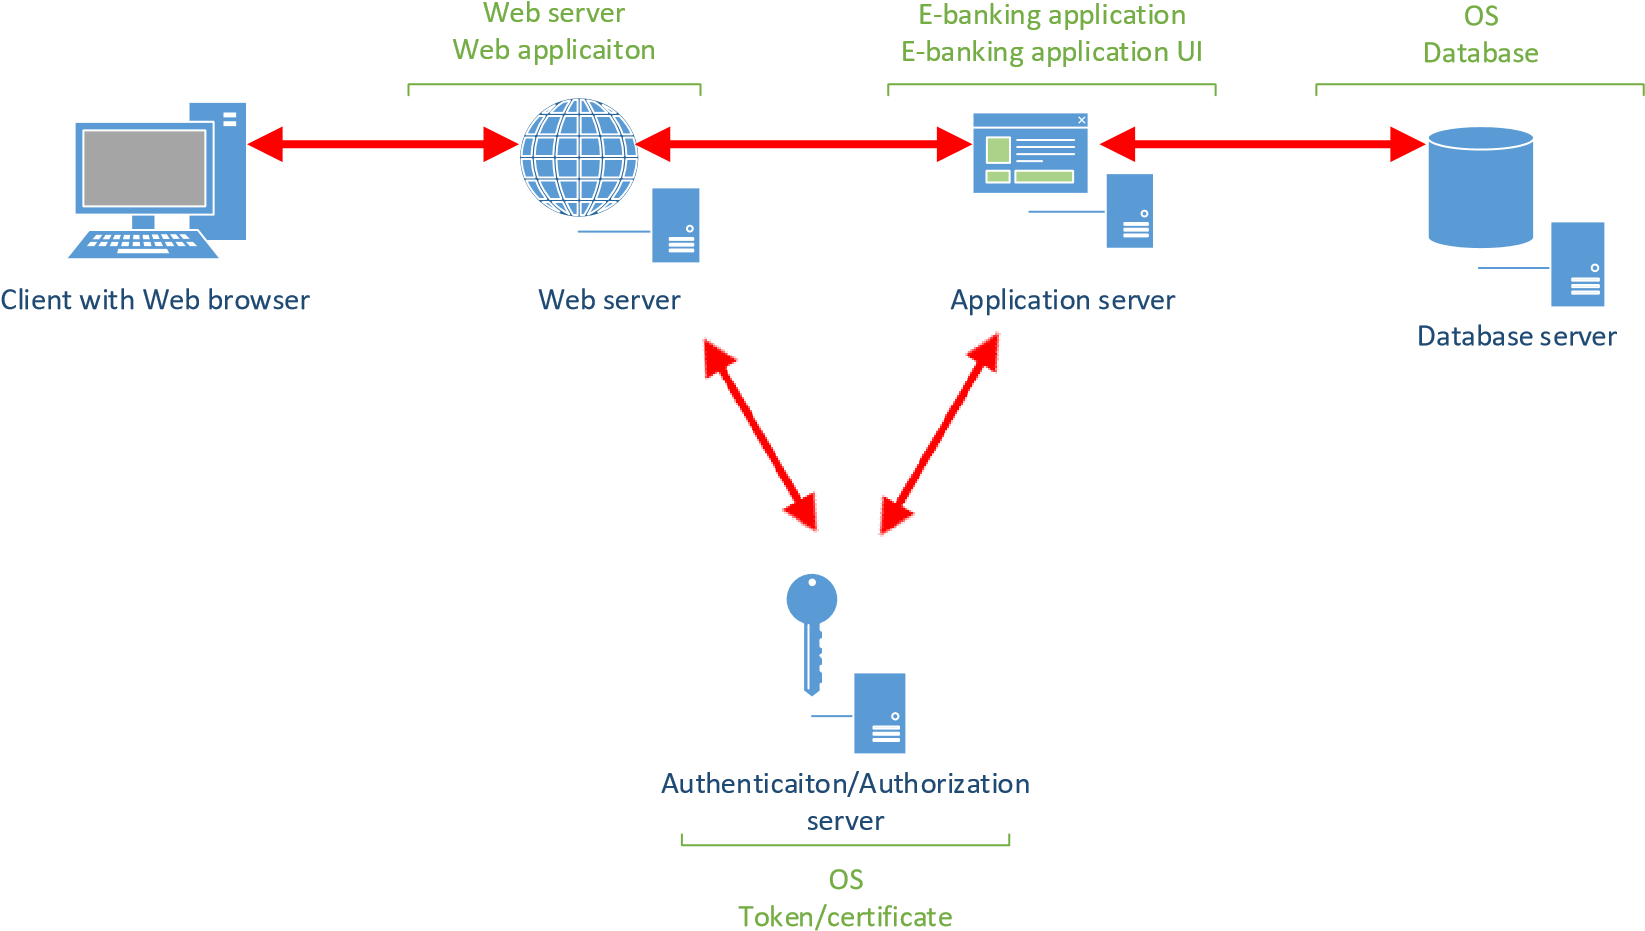 Web server
Web applicaiton
E-banking application
E-banking application UI
OS
Database
Client with Web browser
Web server
Application server
Database server
Authenticaiton/Authorization
server
OS
Token/certificate